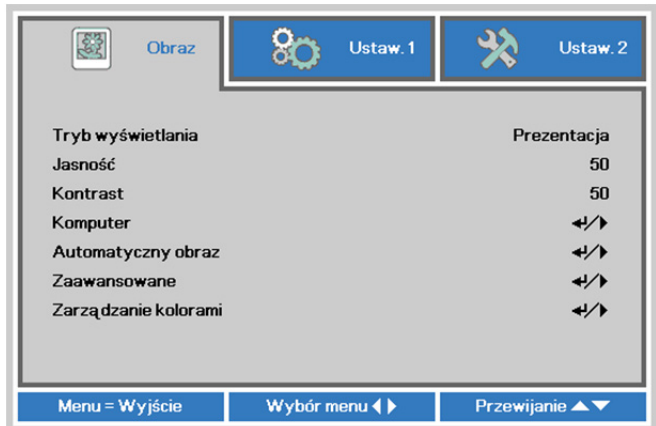 Obraz Ustaw. 1 Ustaw. 2
Tryb wyświetlania Prezentacja
Jasność 50
Kontrast 50
Komputer ↵/▶
Automatyczny obraz ↵/▶
Zaawansowane ↵/▶
Zarządzanie kolorami ↵/▶
Menu = Wyjście Wybór menu ◀▶ Przewijanie ▲▼